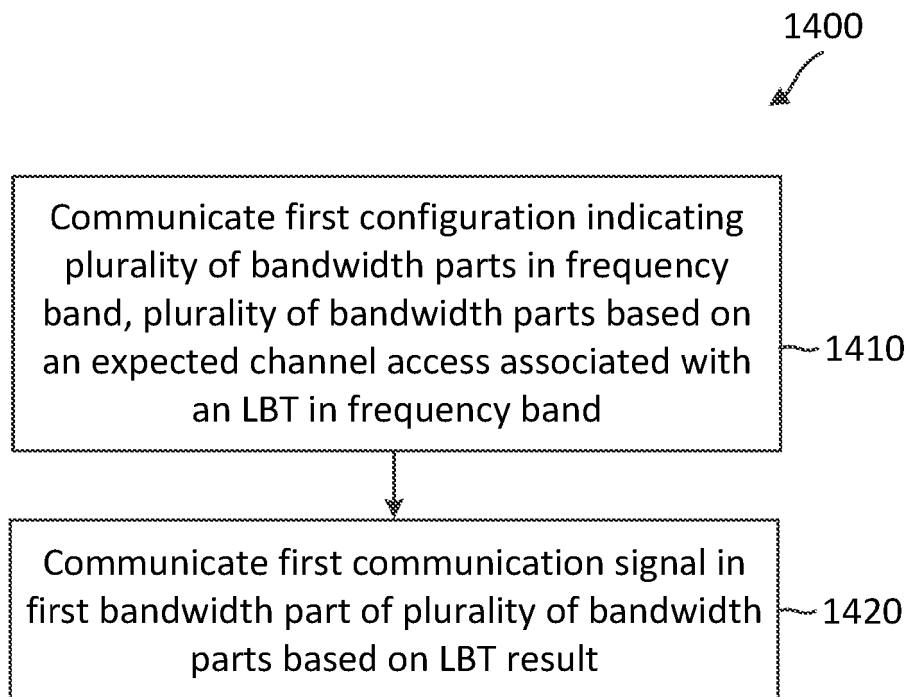 1400
Communicate first configuration indicating
plurality of bandwidth parts in frequency
band, plurality of bandwidth parts based on
an expected channel access associated with
an LBT in frequency band
1410
Communicate first communication signal in
first bandwidth part of plurality of bandwidth
parts based on LBT result
1420